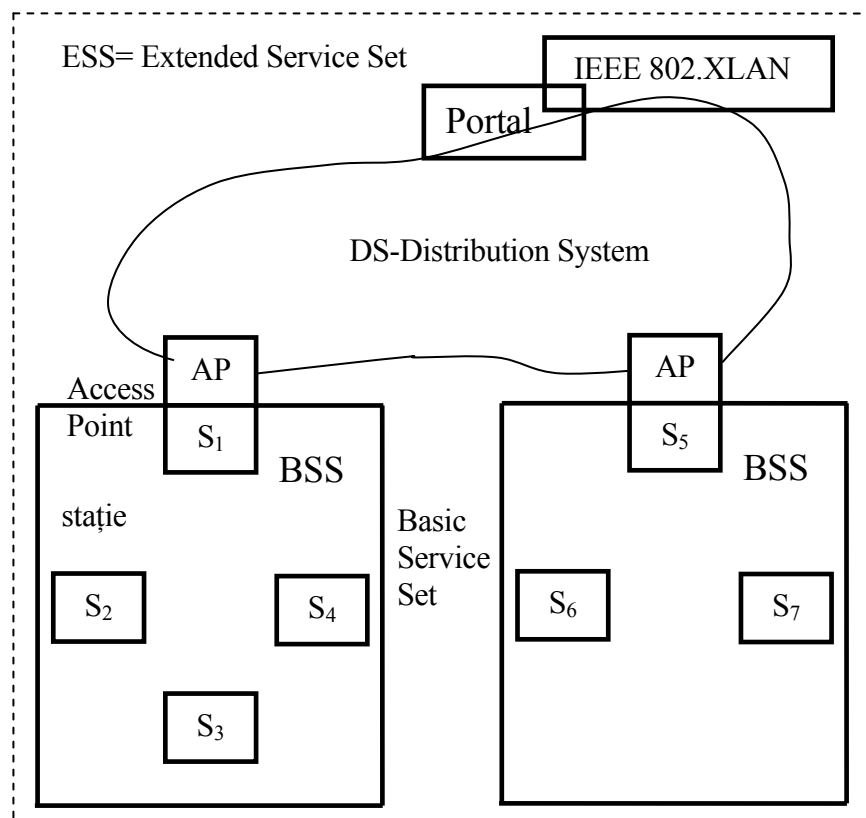 ESS= Extended Service Set
IEEE 802.XLAN
Portal
DS-Distribution System
AP
AP
Access
Point
S₁
S₅
BSS
BSS
stație
Basic
Service
Set
S₂
S₄
S₆
S₇
S₃